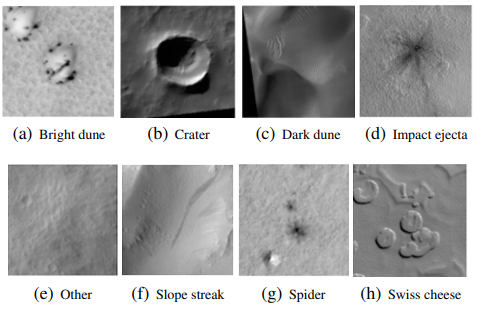 (a) Bright dune
(b) Crater
(c) Dark dune
(d) Impact ejecta
(e) Other
(f) Slope streak
(g) Spider
(h) Swiss cheese